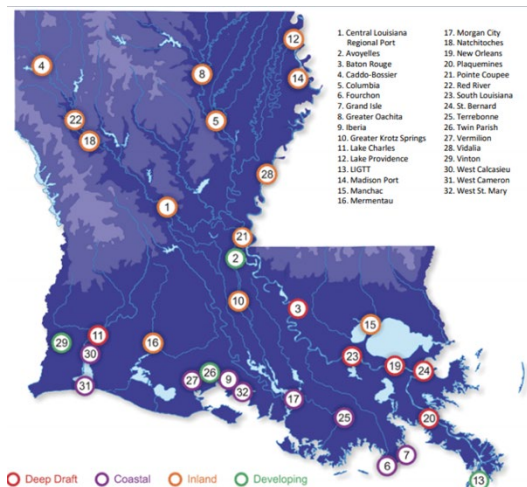 1. Central Louisiana
Regional Port
2. Avoyelles
3. Baton Rouge
4. Caddo-Bossier
5. Columbia
6. Fourchon
7. Grand Isle
8. Greater Oachita
9. Iberia
10. Greater Krotz Springs
11. Lake Charles
12. Lake Providence
13. LIGTT
14. Madison Port
15. Manchac
16. Mermentau
17. Morgan City
18. Natchitoches
19. New Orleans
20. Plaquemines
21. Pointe Coupee
22. Red River
23. South Louisiana
24. St. Bernard
25. Terrebonne
26. Twin Parish
27. Vermilion
28. Vidalia
29. Vinton
30. West Calcasieu
31. West Cameron
32. West St. Mary
12
4
8
14
5
22
18
28
1
21
2
10
3
15
29
11
16
30
23
19
24
31
27
26
9
32
17
25
20
7
6
13
Deep Draft
Coastal
Inland
Developing